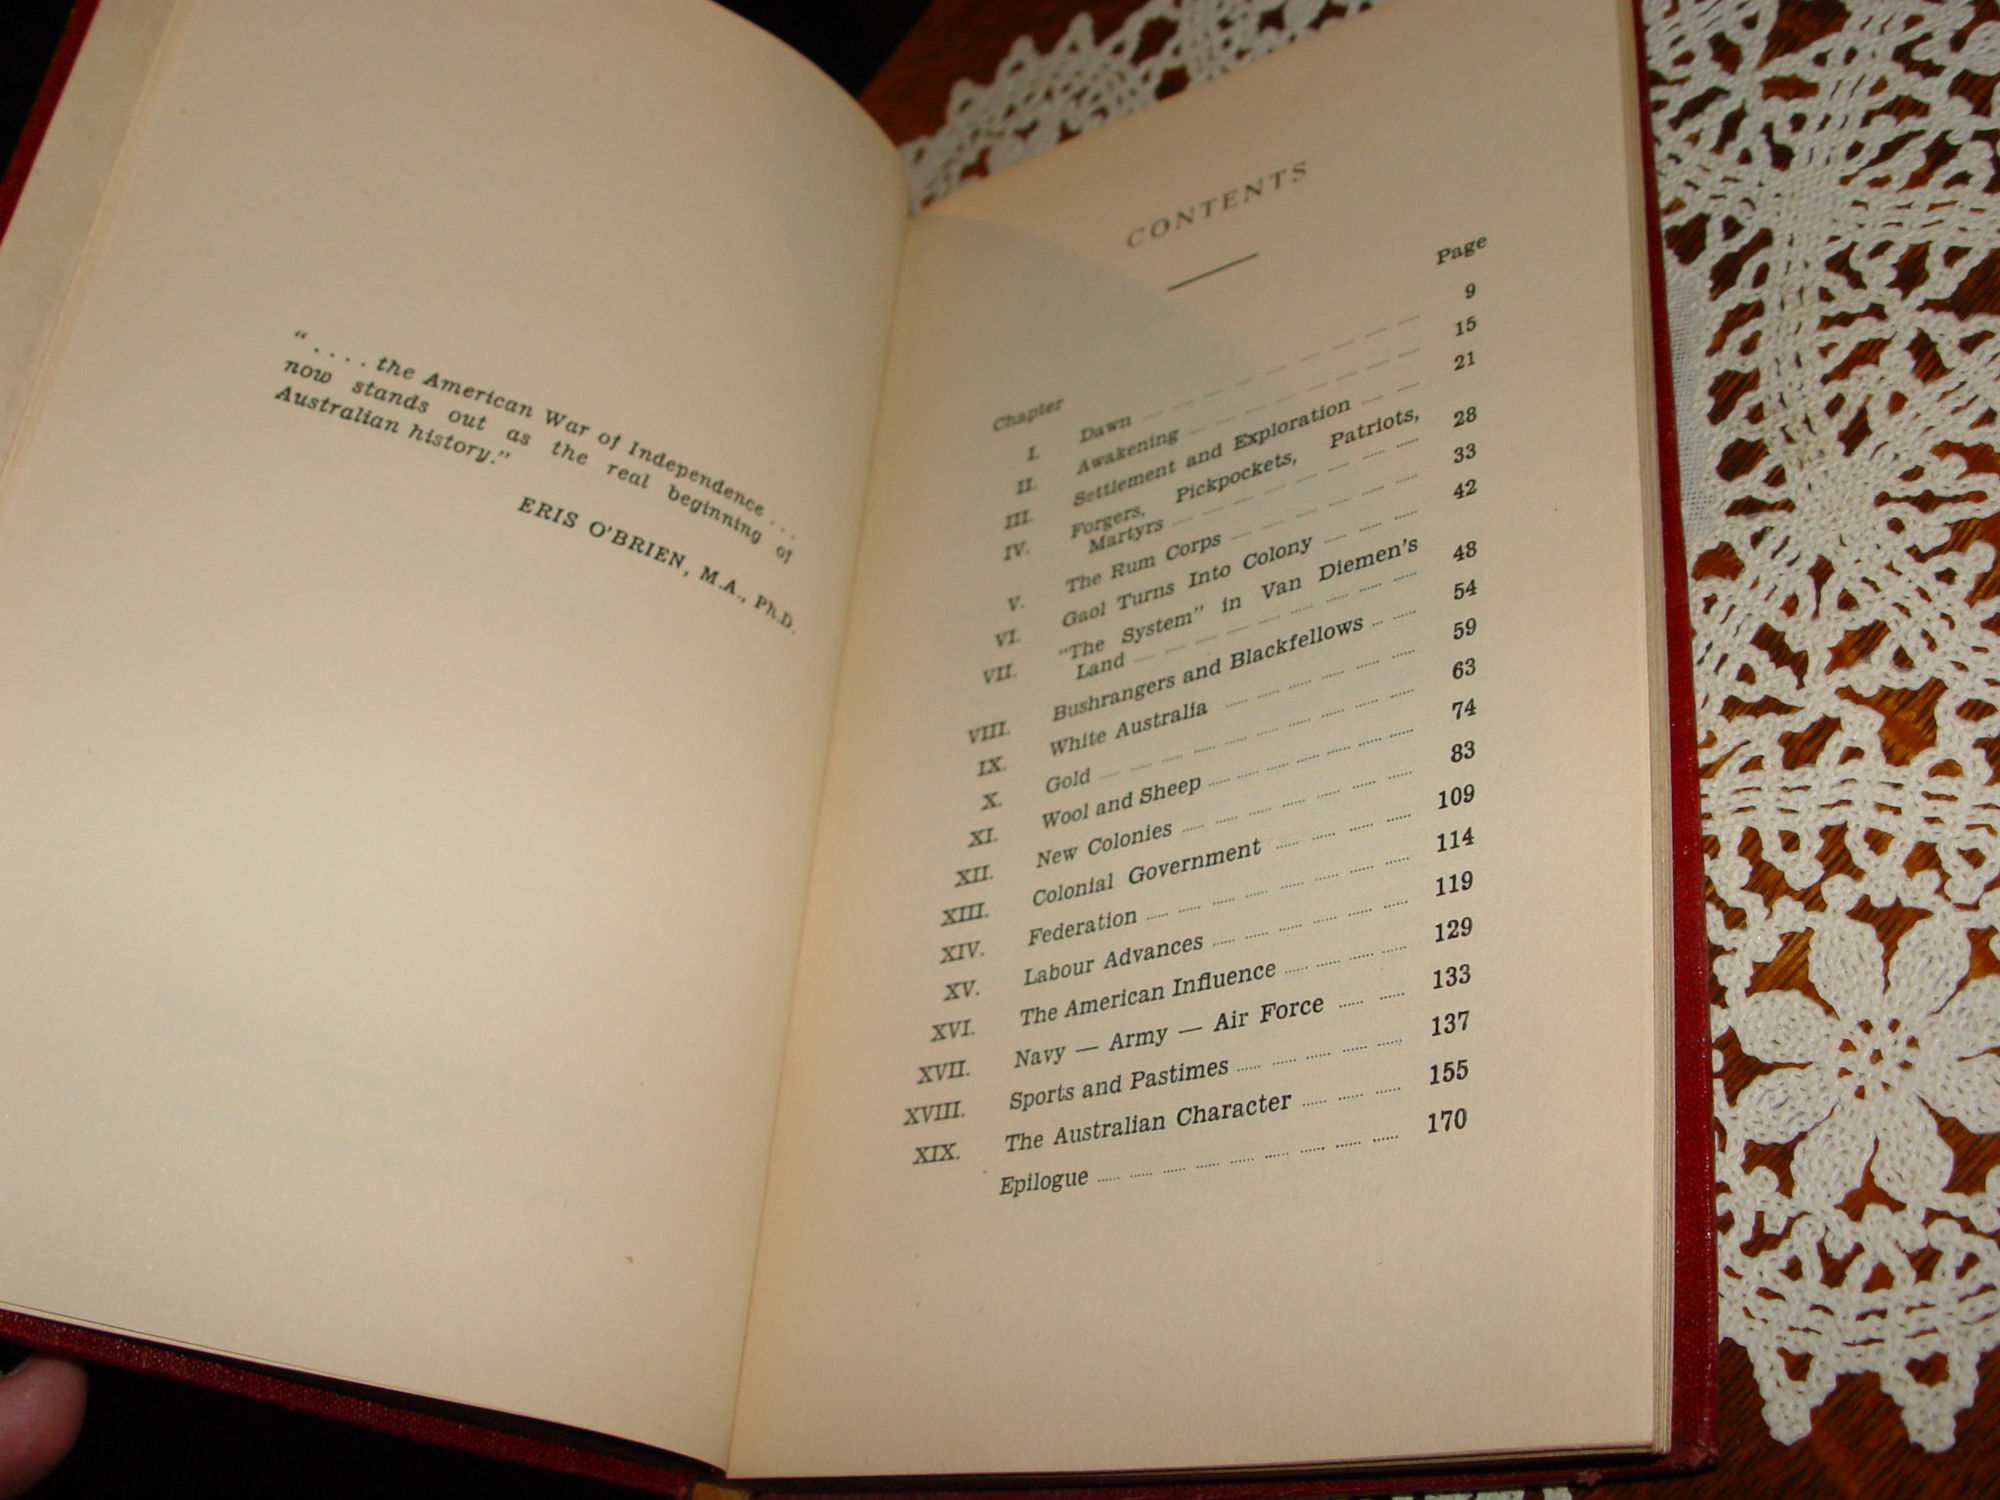 ". . . . the American War of Independence . . .
now stands out as the real beginning of
Australian history."
ERIS O'BRIEN, M.A., Ph.D.
CONTENTS
Chapter Page
I. Dawn 9
II. Awakening 15
III. Settlement and Exploration 21
IV. Forgers, Pickpockets, Patriots,
Martyrs 28
V. The Rum Corps 33
VI. Gaol Turns Into Colony 42
VII. "The System" in Van Diemen's
Land 48
VIII. Bushrangers and Blackfellows 54
IX. White Australia 59
X. Gold 63
XI. Wool and Sheep 74
XII. New Colonies 83
XIII. Colonial Government 109
XIV. Federation 114
XV. Labour Advances 119
XVI. The American Influence 129
XVII. Navy — Army — Air Force 133
XVIII. Sports and Pastimes 137
XIX. The Australian Character 155
Epilogue 170